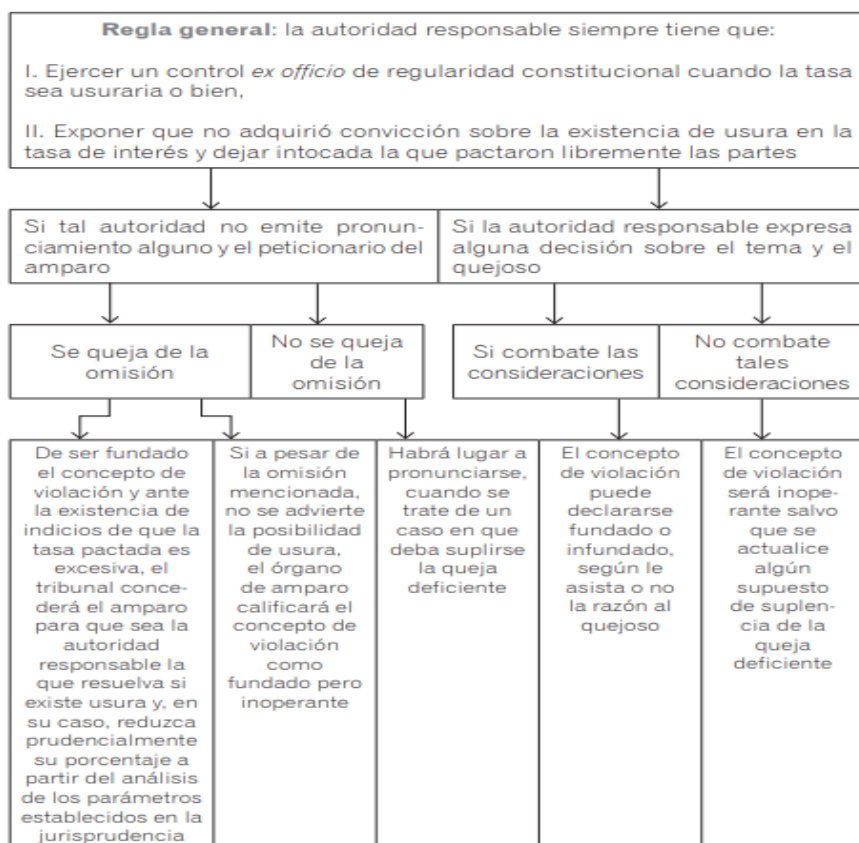 Regla general: la autoridad responsable siempre tiene que:
I. Ejercer un control ex officio de regularidad constitucional cuando la tasa
sea usuraria o bien,
II. Exponer que no adquirió convicción sobre la existencia de usura en la
tasa de interés y dejar intocada la que pactaron libremente las partes
Si tal autoridad no emite pronun-
ciamiento alguno y el peticionario del
amparo
Si la autoridad responsable expresa
alguna decisión sobre el tema y el
quejoso
Se queja de la
omisión
No se queja
de la
omisión
Si combate las
consideraciones
No combate
tales
consideraciones
De ser fundado
el concepto de
violación y ante
la existencia de
indicios de que la
tasa pactada es
excesiva, el
tribunal conce-
derá el amparo
para que sea la
autoridad
responsable la
que resuelva si
existe usura y, en
su caso, reduzca
prudencialmente
su porcentaje a
partir del análisis
de los parámetros
establecidos en la
jurisprudencia
Si a pesar de
la omisión
mencionada,
no se advierte
la posibilidad
de usura,
el órgano
de amparo
calificará el
concepto de
violación
como
fundado pero
inoperante
Habrá lugar a
pronunciarse,
cuando se
trate de un
caso en que
deba suplirse
la queja
deficiente
El concepto
de violación
puede
declararse
fundado o
infundado,
según le
asista o no
la razón al
quejoso
El concepto
de violación
será inope-
rante salvo
que se
actualice
algún
supuesto
de suplen-
cia de la
queja
deficiente